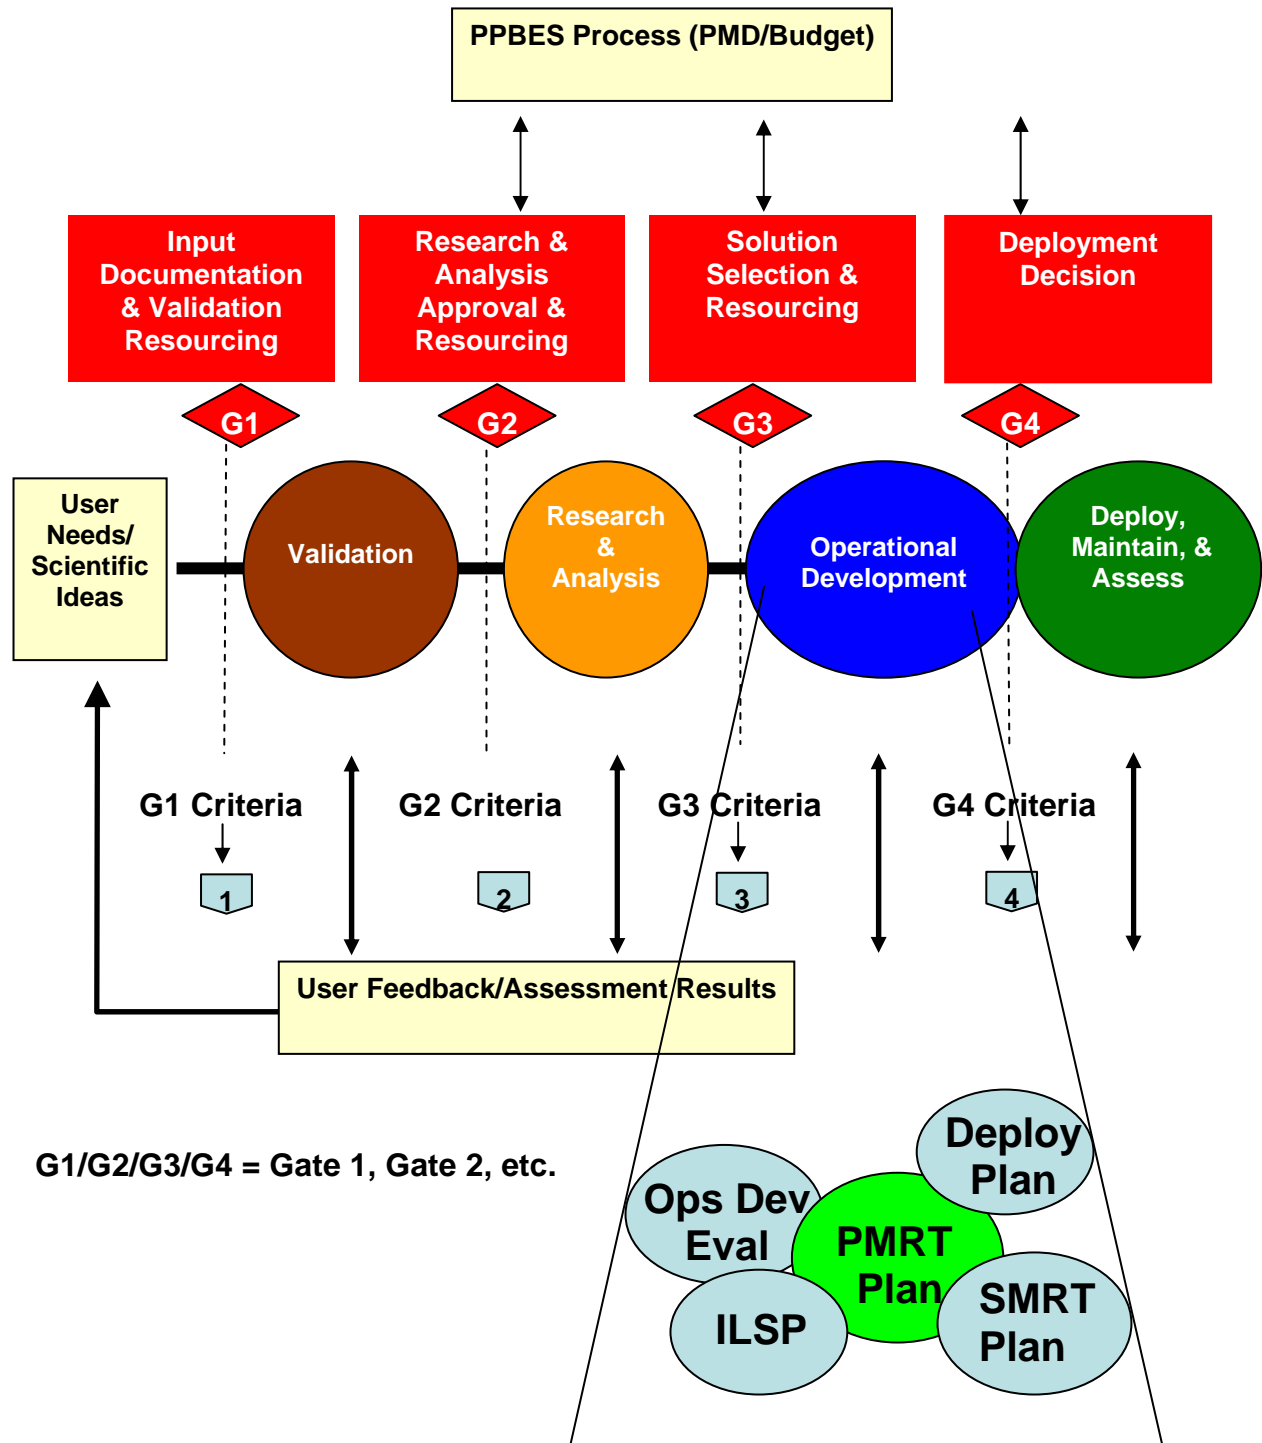 PPBES Process (PMD/Budget)
Input
Documentation
& Validation
Resourcing
Research &
Analysis
Approval &
Resourcing
Solution
Selection &
Resourcing
Deployment
Decision
G1
G2
G3
G4
User
Needs/
Scientific
Ideas
Validation
Research
&
Analysis
Operational
Development
Deploy,
Maintain, &
Assess
G1 Criteria
G2 Criteria
G3 Criteria
G4 Criteria
1
2
3
4
User Feedback/Assessment Results
G1/G2/G3/G4 = Gate 1, Gate 2, etc.
Deploy
Plan
Ops Dev
Eval
PMRT
Plan
ILSP
SMRT
Plan